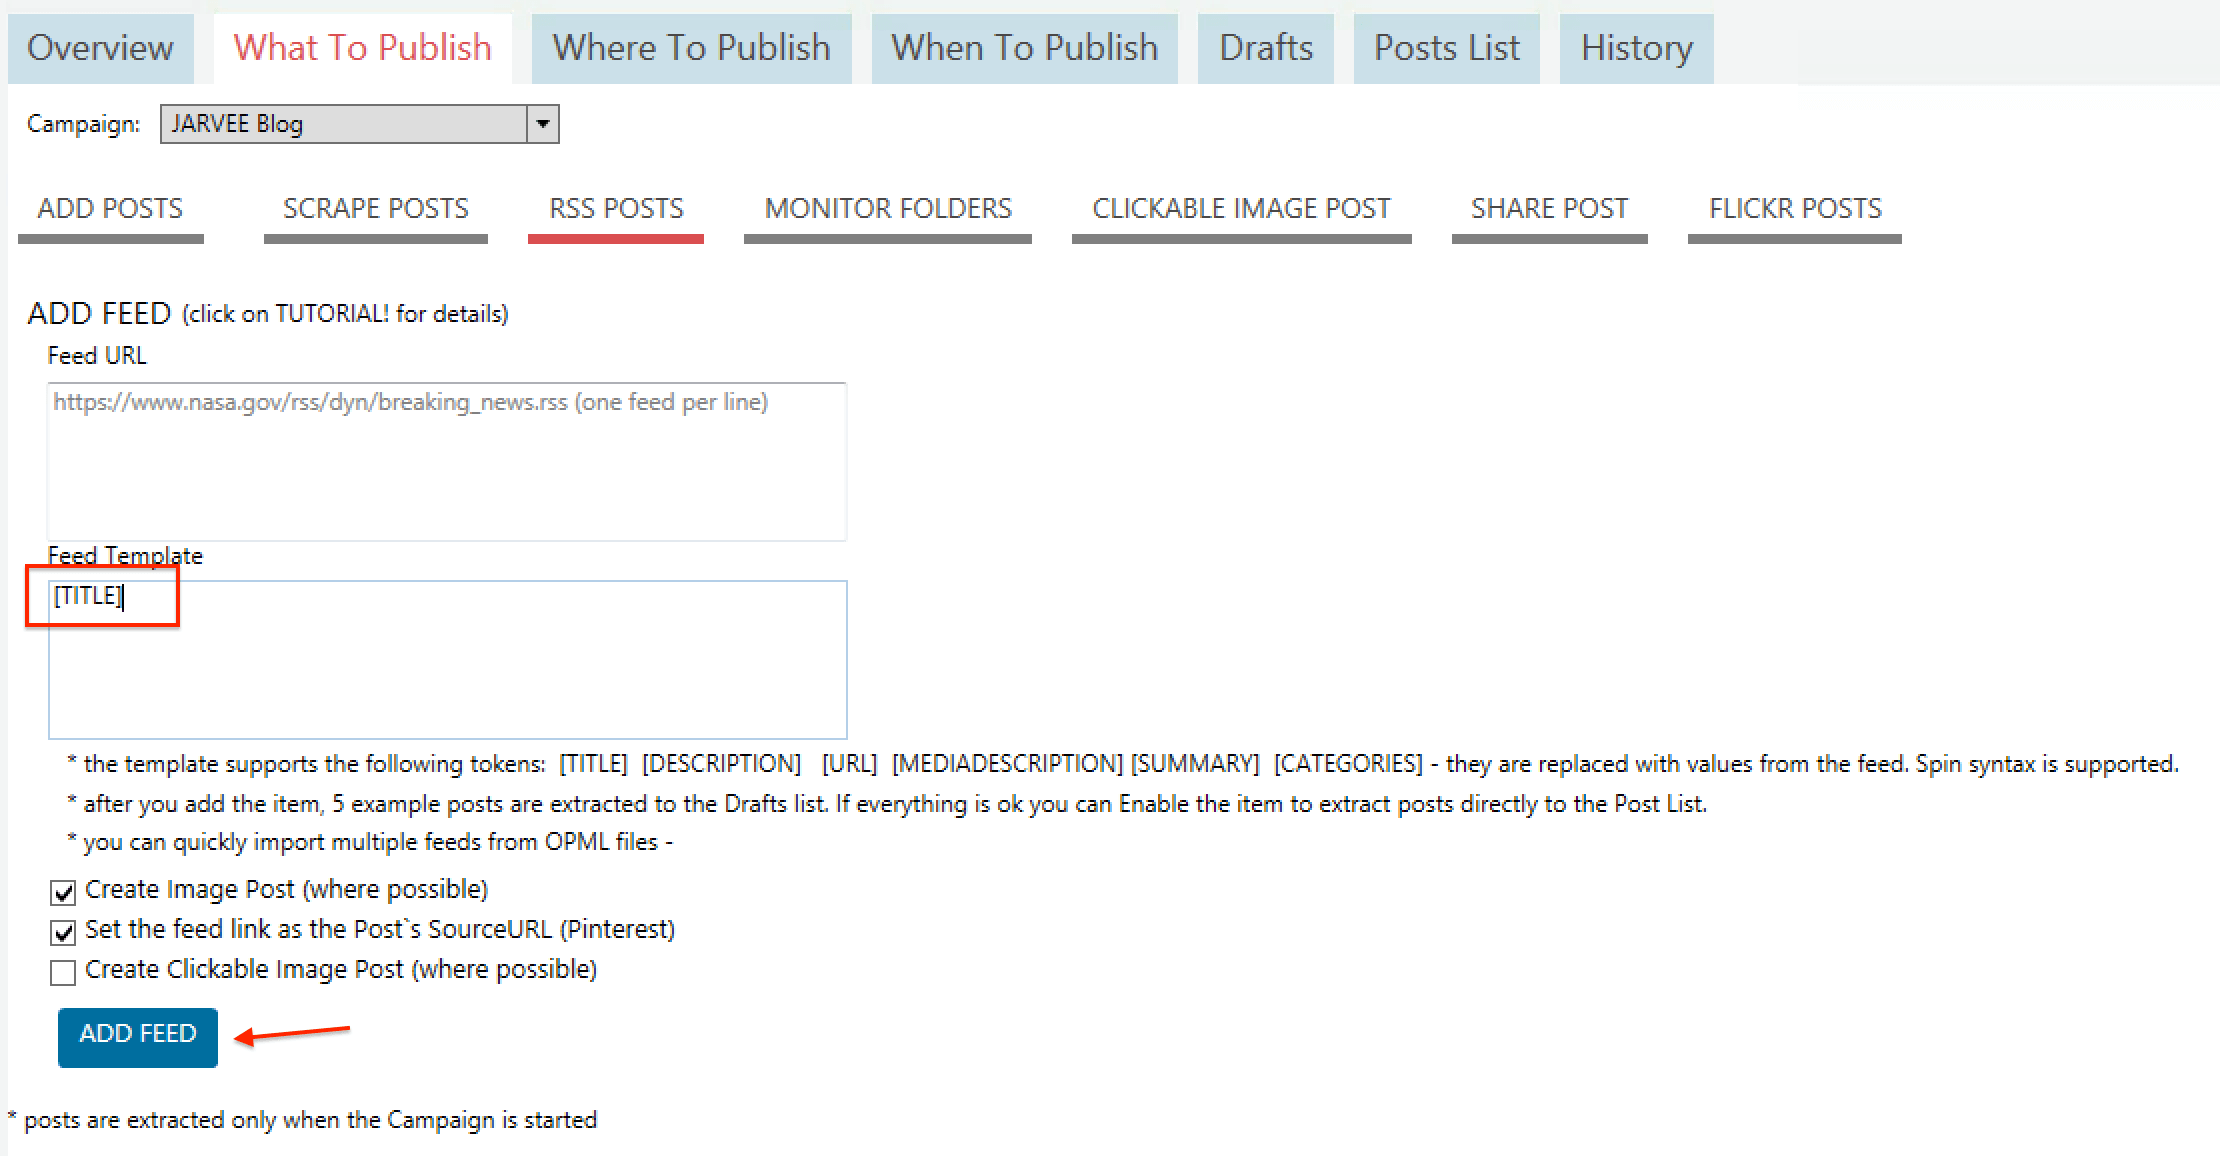 Overview What To Publish Where To Publish When To Publish Drafts Posts List History
Campaign: JARVEE Blog
ADD POSTS SCRAPE POSTS RSS POSTS MONITOR FOLDERS CLICKABLE IMAGE POST SHARE POST FLICKR POSTS
ADD FEED (click on TUTORIAL! for details)
Feed URL
https://www.nasa.gov/rss/dyn/breaking_news.rss (one feed per line)
Feed Template
[TITLE]
* the template supports the following tokens: [TITLE] [DESCRIPTION] [URL] [MEDIADESCRIPTION] [SUMMARY] [CATEGORIES] - they are replaced with values from the feed. Spin syntax is supported.
* after you add the item, 5 example posts are extracted to the Drafts list. If everything is ok you can Enable the item to extract posts directly to the Post List.
* you can quickly import multiple feeds from OPML files -
Create Image Post (where possible)
Set the feed link as the Post`s SourceURL (Pinterest)
Create Clickable Image Post (where possible)
ADD FEED
* posts are extracted only when the Campaign is started